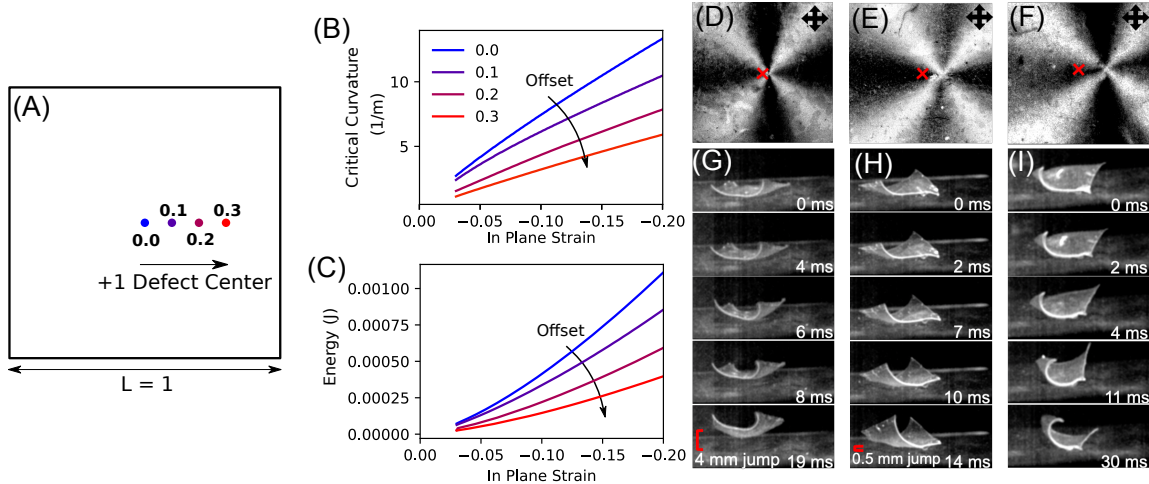 (A)
0.0
0.1
0.2
0.3
+1 Defect Center
L = 1
(B)
Critical Curvature
(1/m)
10
5
0.0
0.1
0.2
0.3
Offset
0.00
−0.05
−0.10
−0.15
−0.20
In Plane Strain
(C)
Energy (J)
0.00100
0.00075
0.00050
0.00025
0.00000
Offset
0.00
−0.05
−0.10
−0.15
−0.20
In Plane Strain
(D)
(E)
(F)
(G)
0 ms
4 ms
6 ms
8 ms
4 mm jump
19 ms
(H)
0 ms
2 ms
7 ms
10 ms
0.5 mm jump
14 ms
(I)
0 ms
2 ms
4 ms
11 ms
30 ms